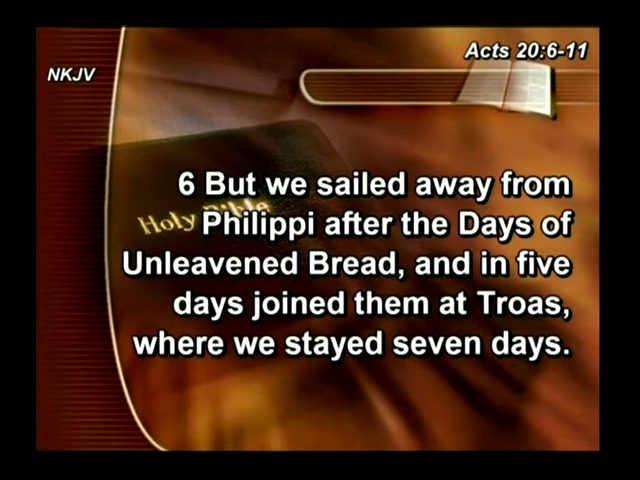 Acts 20:6-11
NKJV
Holy Bible
6 But we sailed away from
Philippi after the Days of
Unleavened Bread, and in five
days joined them at Troas,
where we stayed seven days.